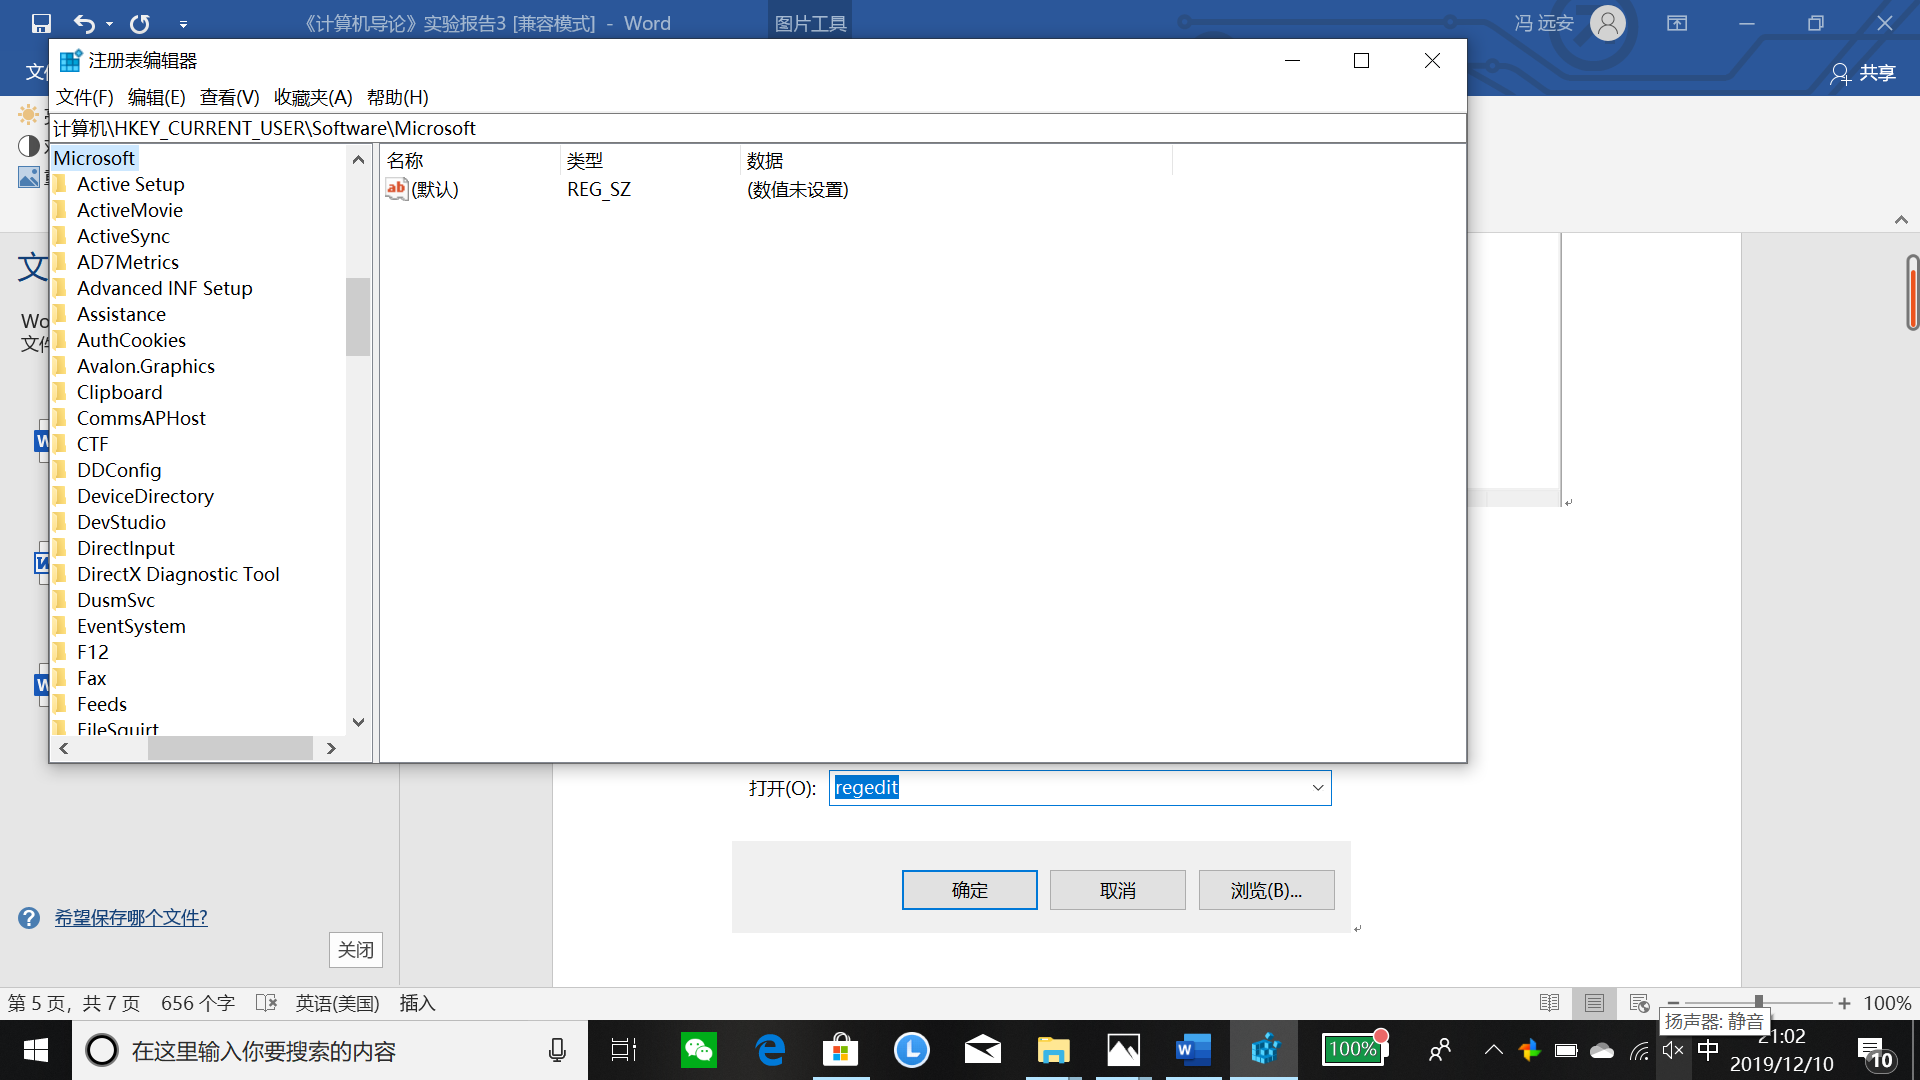 《计算机导论》实验报告3 [兼容模式] - Word
图片工具
冯 远安
共享
注册表编辑器
文件(F) 编辑(E) 查看(V) 收藏夹(A) 帮助(H)
计算机\HKEY_CURRENT_USER\Software\Microsoft
Microsoft
Active Setup
ActiveMovie
ActiveSync
AD7Metrics
Advanced INF Setup
Assistance
AuthCookies
Avalon.Graphics
Clipboard
CommsAPHost
CTF
DDConfig
DeviceDirectory
DevStudio
DirectInput
DirectX Diagnostic Tool
DusmSvc
EventSystem
F12
Fax
Feeds
FileSquirt
名称 类型 数据
ab (默认) REG_SZ (数值未设置)
文
Wo
文件
打开(O): regedit
确定 取消 浏览(B)...
希望保存哪个文件?
关闭
第 5 页，共 7 页 656 个字 英语(美国) 插入
100%
扬声器: 静音
在这里输入你要搜索的内容
100%
中
21:02
2019/12/10
10